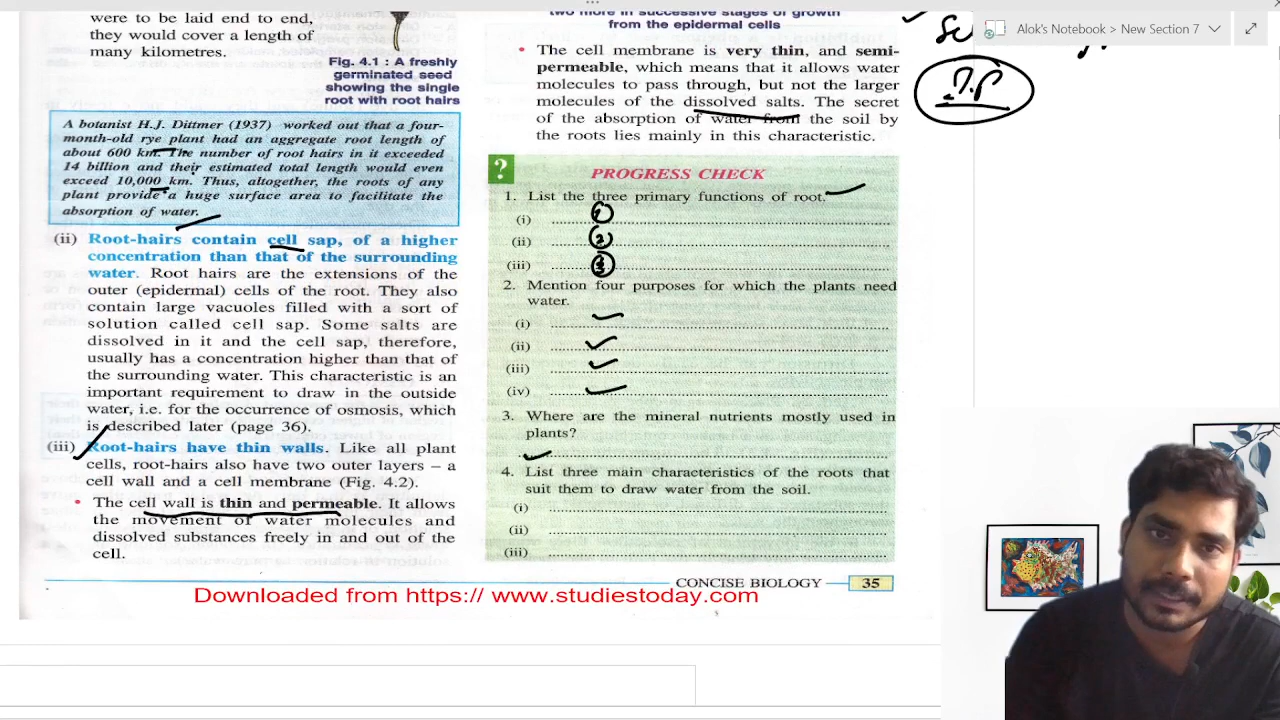 were to be laid end to end,
they would cover a length of
many kilometres.
Fig. 4.1 : A freshly
germinated seed
showing the single
root with root hairs
A botanist H.J. Dittmer (1937) worked out that a four-
month-old rye plant had an aggregate root length of
about 600 km. The number of root hairs in it exceeded
14 billion and their estimated total length would even
exceed 10,000 km. Thus, altogether, the roots of any
plant provide a huge surface area to facilitate the
absorption of water.
(ii) Root-hairs contain cell sap, of a higher
concentration than that of the surrounding
water. Root hairs are the extensions of the
outer (epidermal) cells of the root. They also
contain large vacuoles filled with a sort of
solution called cell sap. Some salts are
dissolved in it and the cell sap, therefore,
usually has a concentration higher than that of
the surrounding water. This characteristic is an
important requirement to draw in the outside
water, i.e. for the occurrence of osmosis, which
is described later (page 36).
(iii) Root-hairs have thin walls. Like all plant
cells, root-hairs also have two outer layers – a
cell wall and a cell membrane (Fig. 4.2).
• The cell wall is thin and permeable. It allows
the movement of water molecules and
dissolved substances freely in and out of the
cell.
two more in successive stages of growth
from the epidermal cells
• The cell membrane is very thin, and semi-
permeable, which means that it allows water
molecules to pass through, but not the larger
molecules of the dissolved salts. The secret
of the absorption of water from the soil by
the roots lies mainly in this characteristic.
?
PROGRESS CHECK
1. List the three primary functions of root.
(i) 1
(ii) 2
(iii) 3
2. Mention four purposes for which the plants need
water.
(i)
(ii)
(iii)
(iv)
3. Where are the mineral nutrients mostly used in
plants?
4. List three main characteristics of the roots that
suit them to draw water from the soil.
(i)
(ii)
(iii)
CONCISE BIOLOGY 35
Downloaded from https:// www.studiestoday.com
Alok's Notebook > New Section 7